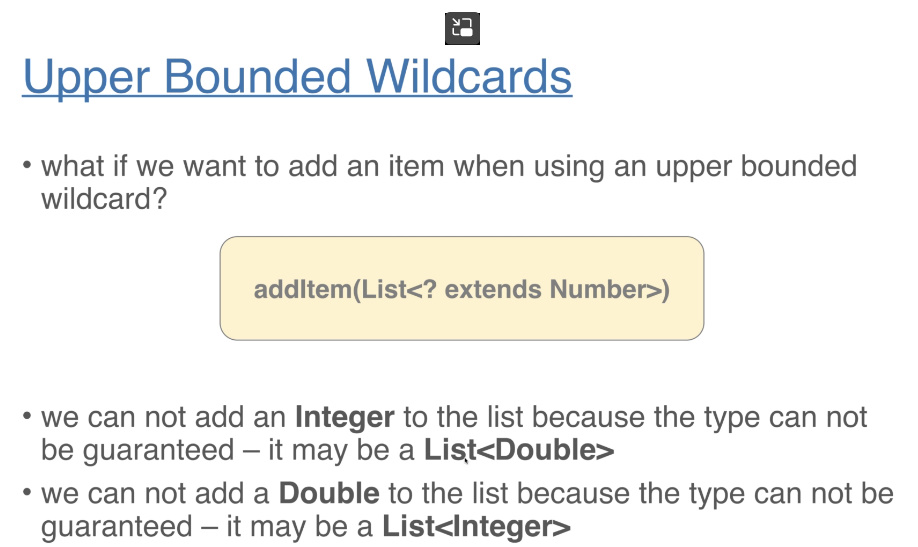 Upper Bounded Wildcards
• what if we want to add an item when using an upper bounded
wildcard?
addItem(List<? extends Number>)
• we can not add an Integer to the list because the type can not
be guaranteed – it may be a List<Double>
• we can not add a Double to the list because the type can not be
guaranteed – it may be a List<Integer>